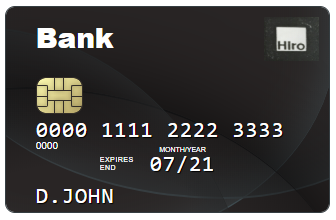 Bank
HIro
0000 1111 2222 3333
0000
MONTH/YEAR
EXPIRES
END
07/21
D.JOHN